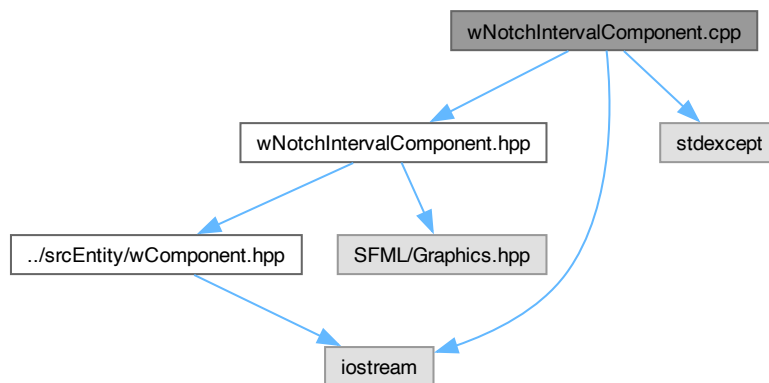 wNotchIntervalComponent.cpp
wNotchIntervalComponent.hpp
stdexcept
../srcEntity/wComponent.hpp
SFML/Graphics.hpp
iostream